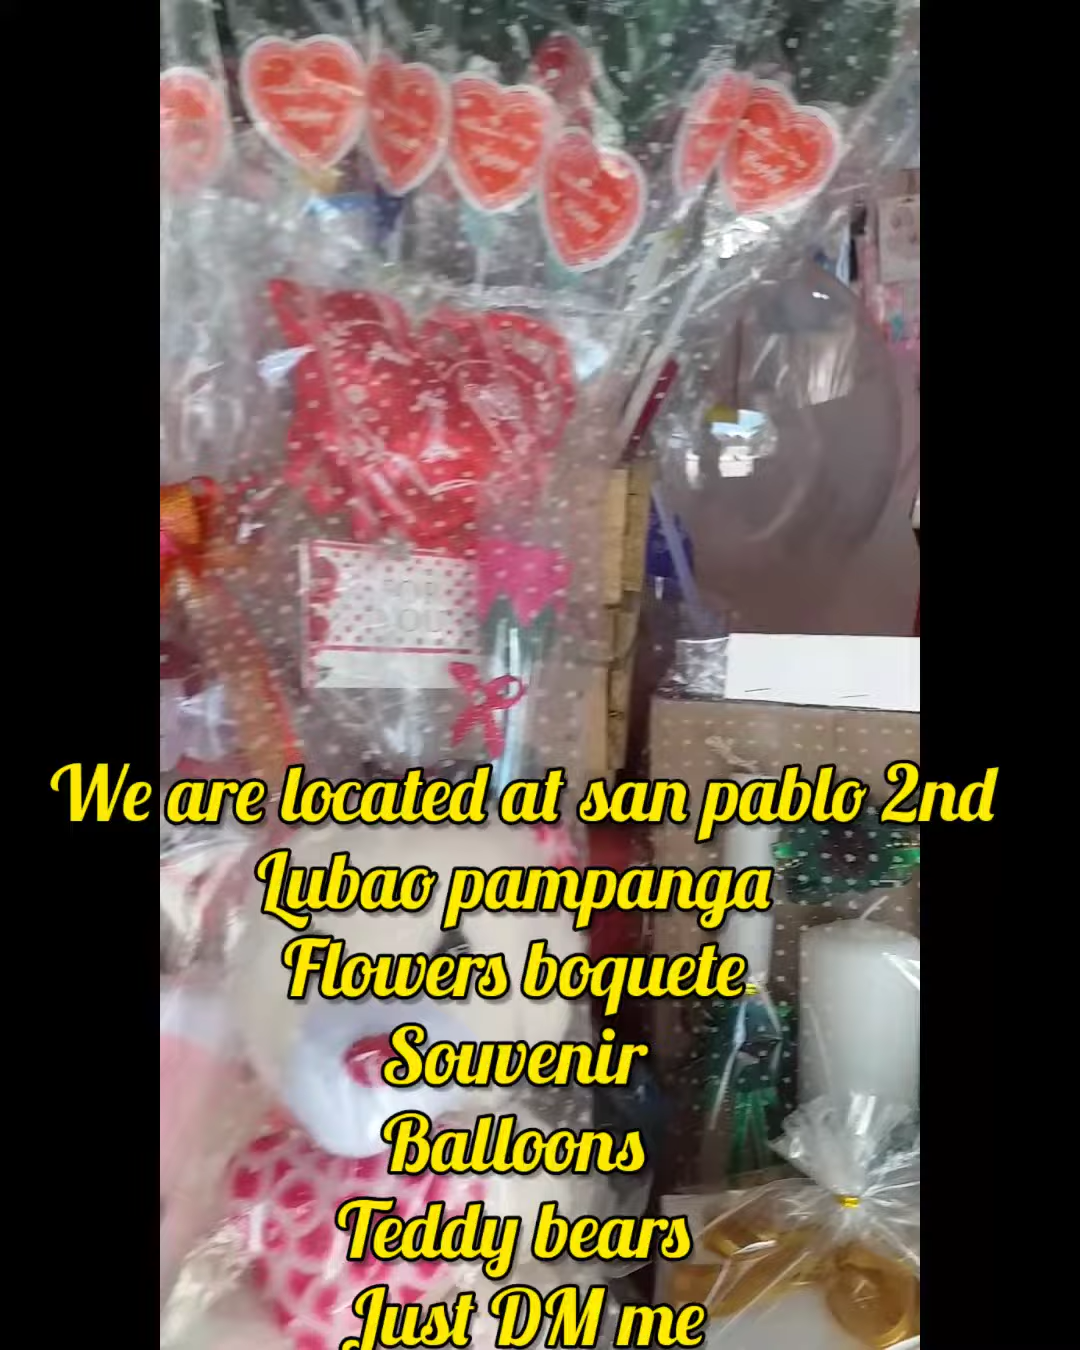 We are located at san pablo 2nd
Lubao pampanga
Flowers boquete
Souvenir
Balloons
Teddy bears
Just DM me